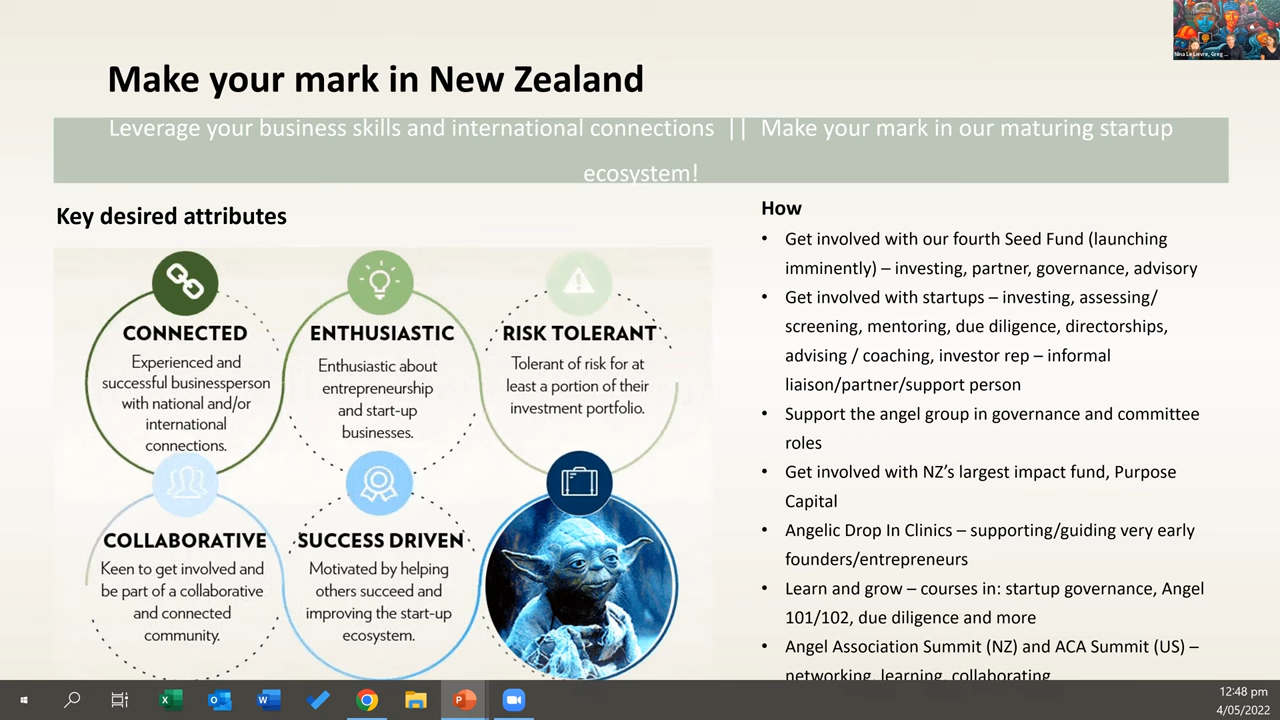 Nina Le Lievre, Greg ...
Make your mark in New Zealand
Leverage your business skills and international connections || Make your mark in our maturing startup
ecosystem!
Key desired attributes
CONNECTED
Experienced and
successful businessperson
with national and/or
international
connections.
ENTHUSIASTIC
Enthusiastic about
entrepreneurship
and start-up
businesses.
RISK TOLERANT
Tolerant of risk for at
least a portion of their
investment portfolio.
COLLABORATIVE
Keen to get involved and
be part of a collaborative
and connected
community.
SUCCESS DRIVEN
Motivated by helping
others succeed and
improving the start-up
ecosystem.
How
• Get involved with our fourth Seed Fund (launching
imminently) – investing, partner, governance, advisory
• Get involved with startups – investing, assessing/
screening, mentoring, due diligence, directorships,
advising / coaching, investor rep – informal
liaison/partner/support person
• Support the angel group in governance and committee
roles
• Get involved with NZ’s largest impact fund, Purpose
Capital
• Angelic Drop In Clinics – supporting/guiding very early
founders/entrepreneurs
• Learn and grow – courses in: startup governance, Angel
101/102, due diligence and more
• Angel Association Summit (NZ) and ACA Summit (US) –
networking, learning, collaborating
12:48 pm
4/05/2022